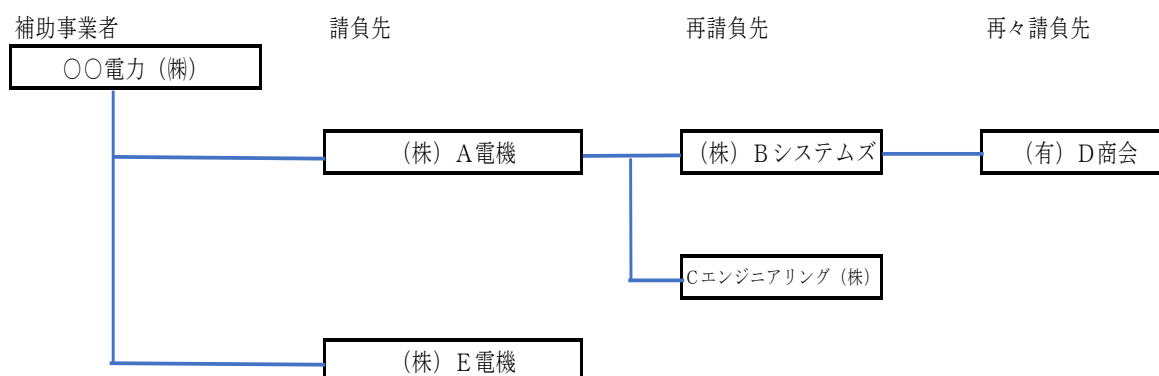 補助事業者
請負先
再請負先
再々請負先
○○電力（㈱）
（株）Ａ電機
（株）Ｂシステムズ
（有）Ｄ商会
Ｃエンジニアリング（株）
（株）Ｅ電機